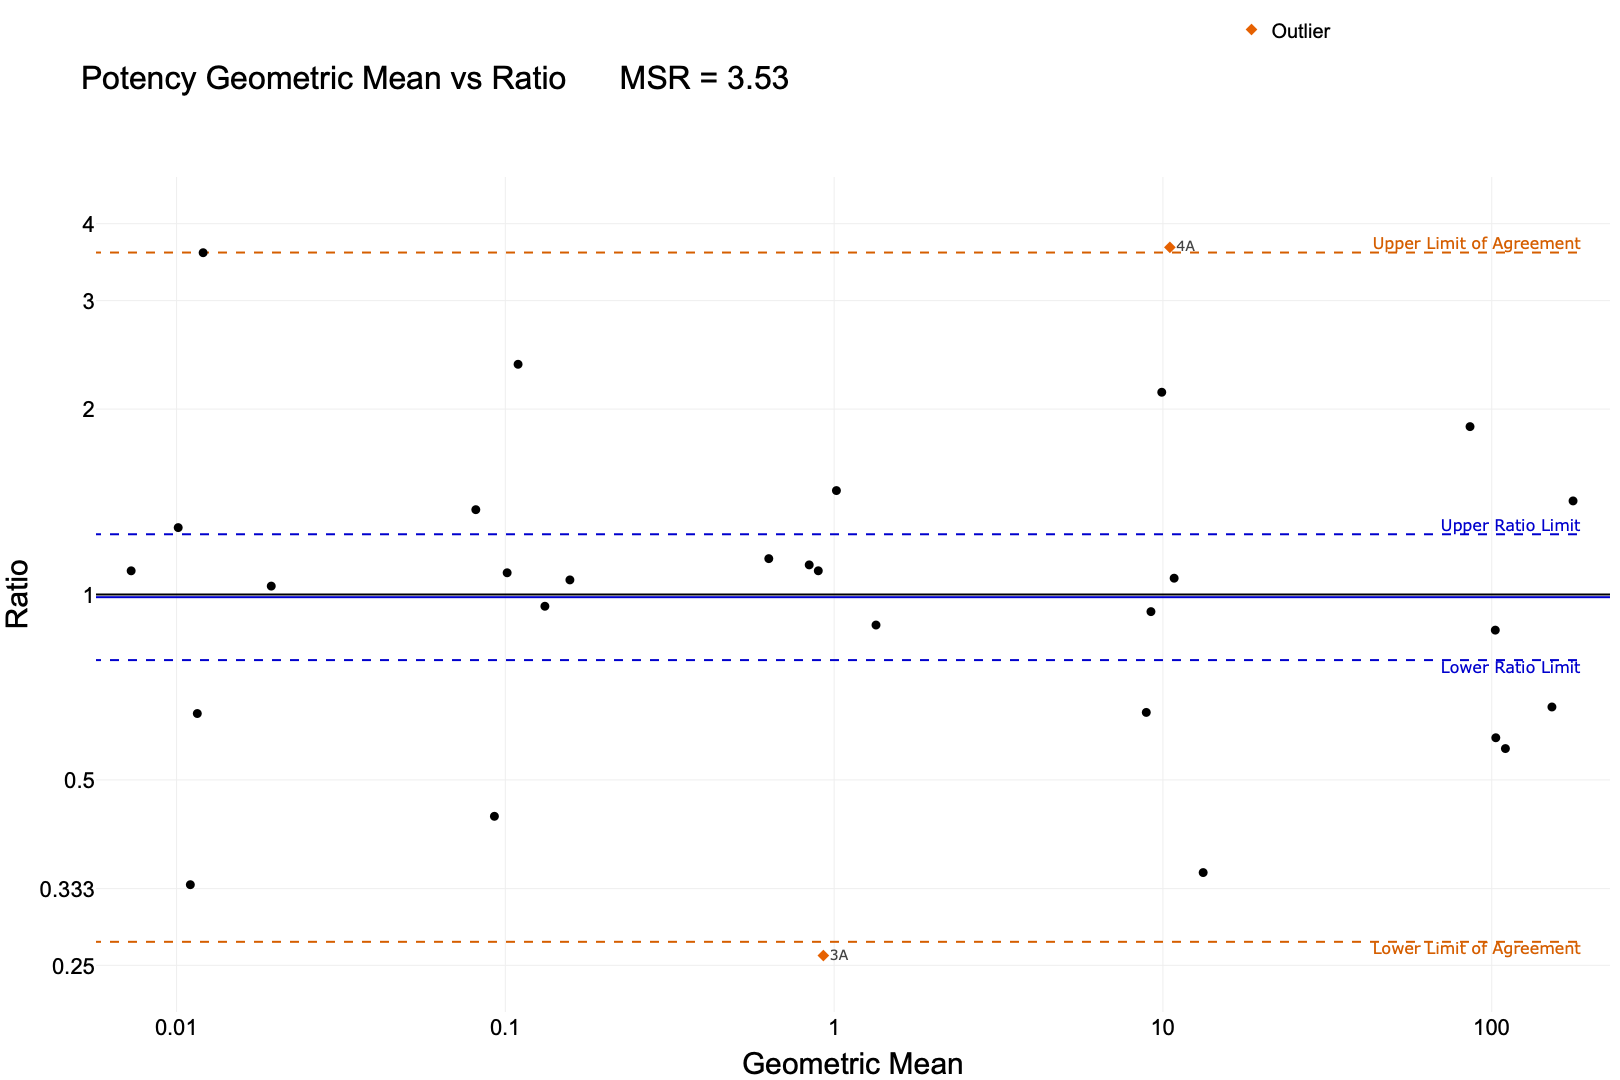 Outlier
Potency Geometric Mean vs Ratio MSR = 3.53
4
4A
Upper Limit of Agreement
3
2
Upper Ratio Limit
1
Ratio
Lower Ratio Limit
0.5
0.333
Lower Limit of Agreement
3A
0.25
0.01 0.1 1 10 100
Geometric Mean